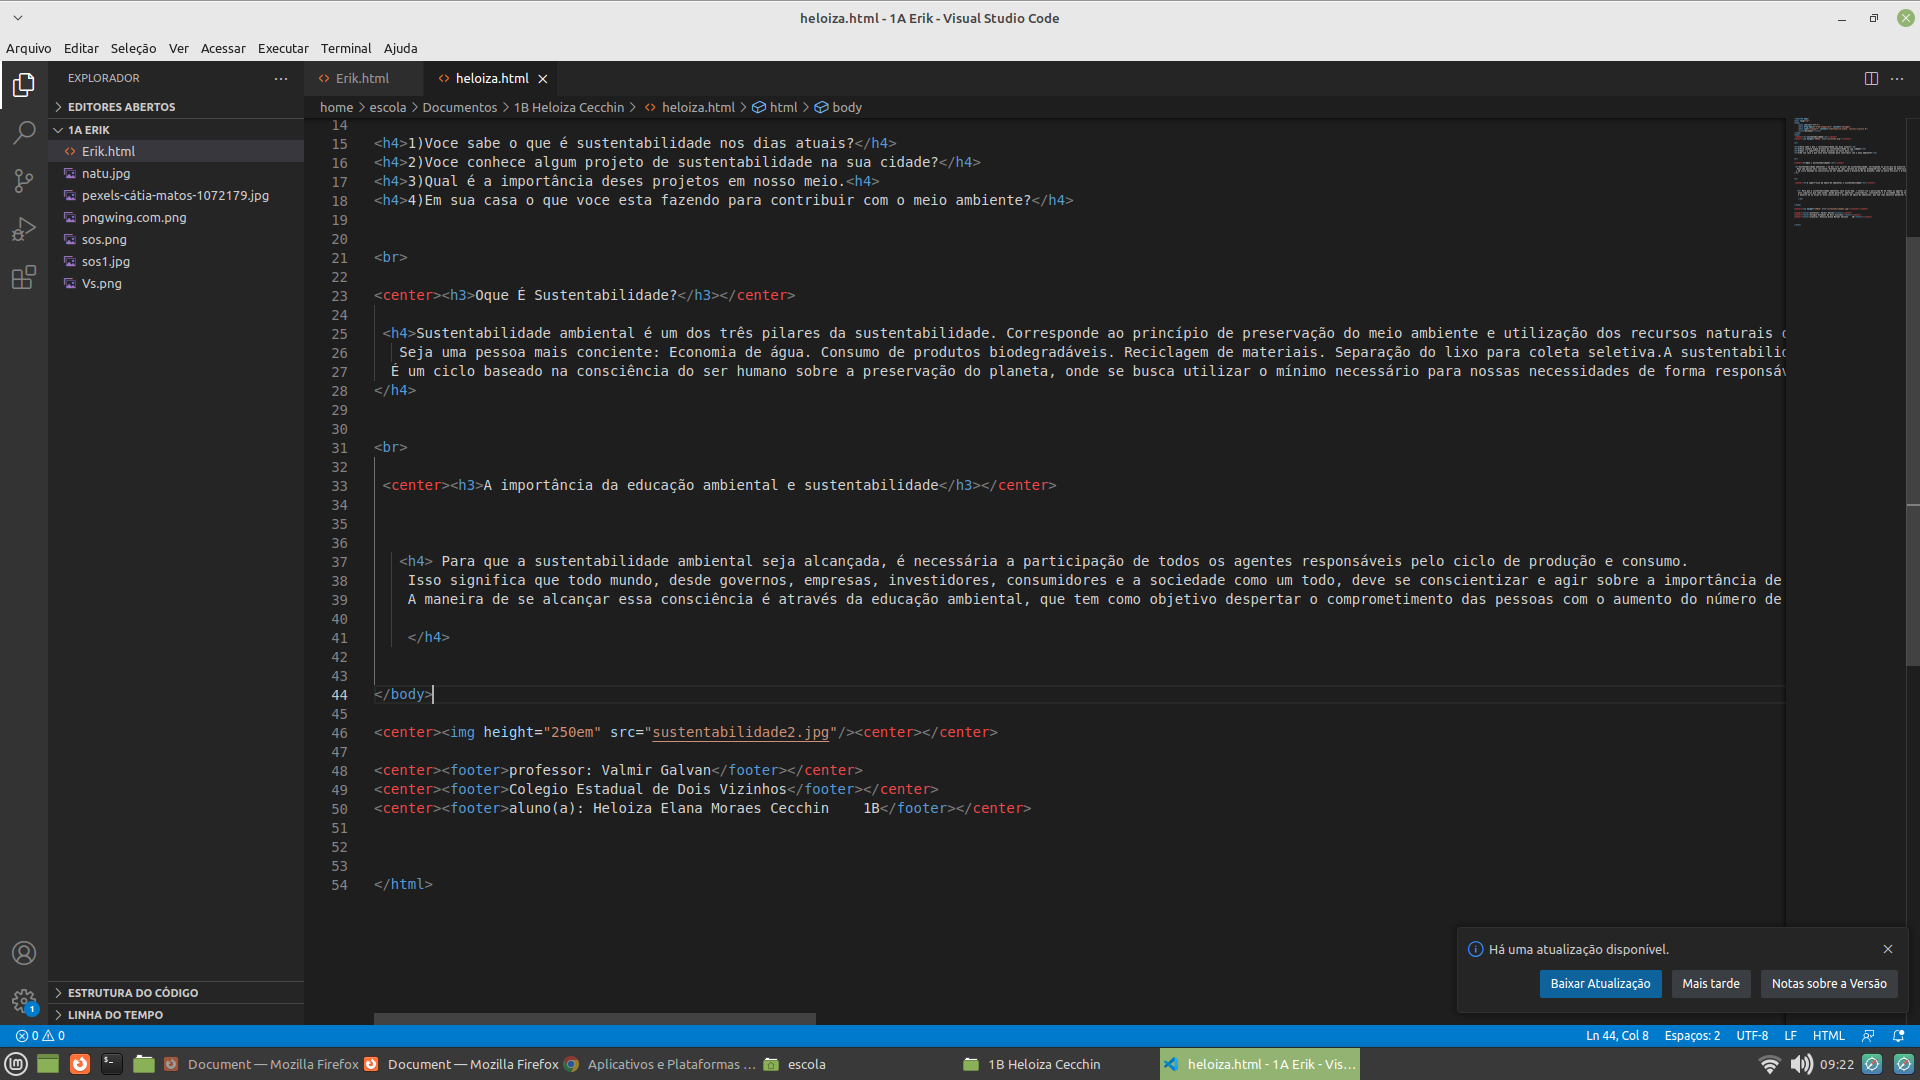 heloiza.html - 1A Erik - Visual Studio Code
Arquivo Editar Seleção Ver Acessar Executar Terminal Ajuda
EXPLORADOR
Erik.html
heloiza.html
EDITORES ABERTOS
home > escola > Documentos > 1B Heloiza Cecchin > heloiza.html > html > body
1A ERIK
Erik.html
natu.jpg
pexels-cátia-matos-1072179.jpg
pngwing.com.png
sos.png
sos1.jpg
Vs.png
14
15 <h4>1)Voce sabe o que é sustentabilidade nos dias atuais?</h4>
16 <h4>2)Voce conhece algum projeto de sustentabilidade na sua cidade?</h4>
17 <h4>3)Qual é a importância deses projetos em nosso meio.<h4>
18 <h4>4)Em sua casa o que voce esta fazendo para contribuir com o meio ambiente?</h4>
19
20
21 <br>
22
23 <center><h3>Oque É Sustentabilidade?</h3></center>
24
25 <h4>Sustentabilidade ambiental é um dos três pilares da sustentabilidade. Corresponde ao princípio de preservação do meio ambiente e utilização dos recursos naturais
26 Seja uma pessoa mais conciente: Economia de água. Consumo de produtos biodegradáveis. Reciclagem de materiais. Separação do lixo para coleta seletiva.A sustentabilid
27 É um ciclo baseado na consciência do ser humano sobre a preservação do planeta, onde se busca utilizar o mínimo necessário para nossas necessidades de forma responsáv
28 </h4>
29
30
31 <br>
32
33 <center><h3>A importância da educação ambiental e sustentabilidade</h3></center>
34
35
36
37 <h4> Para que a sustentabilidade ambiental seja alcançada, é necessária a participação de todos os agentes responsáveis pelo ciclo de produção e consumo.
38 Isso significa que todo mundo, desde governos, empresas, investidores, consumidores e a sociedade como um todo, deve se conscientizar e agir sobre a importância de
39 A maneira de se alcançar essa consciência é através da educação ambiental, que tem como objetivo despertar o comprometimento das pessoas com o aumento do número de
40
41 </h4>
42
43
44 </body>
45
46 <center><img height="250em" src="sustentabilidade2.jpg"/><center></center>
47
48 <center><footer>professor: Valmir Galvan</footer></center>
49 <center><footer>Colegio Estadual de Dois Vizinhos</footer></center>
50 <center><footer>aluno(a): Heloiza Elana Moraes Cecchin    1B</footer></center>
51
52
53
54 </html>
Há uma atualização disponível.
Baixar Atualização Mais tarde Notas sobre a Versão
ESTRUTURA DO CÓDIGO
1
LINHA DO TEMPO
0 0 Ln 44, Col 8 Espaços: 2 UTF-8 LF HTML
Document — Mozilla Firefox Document — Mozilla Firefox Aplicativos e Plataformas ... escola 1B Heloiza Cecchin heloiza.html - 1A Erik - Vis... 09:22